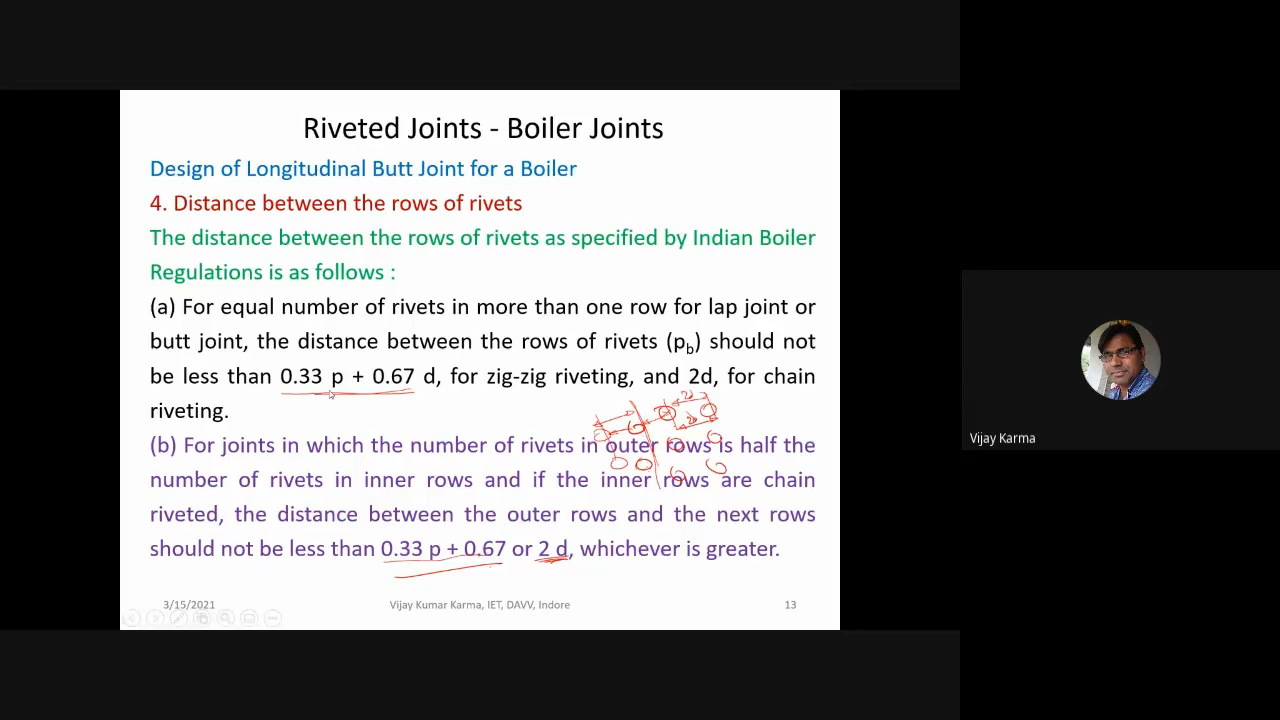 Riveted Joints - Boiler Joints
Design of Longitudinal Butt Joint for a Boiler
4. Distance between the rows of rivets
The distance between the rows of rivets as specified by Indian Boiler
Regulations is as follows :
(a) For equal number of rivets in more than one row for lap joint or
butt joint, the distance between the rows of rivets (pb) should not
be less than 0.33 p + 0.67 d, for zig-zig riveting, and 2d, for chain
riveting.
2d
2d
(b) For joints in which the number of rivets in outer rows is half the
number of rivets in inner rows and if the inner rows are chain
riveted, the distance between the outer rows and the next rows
should not be less than 0.33 p + 0.67 or 2 d, whichever is greater.
3/15/2021
Vijay Kumar Karma, IET, DAVV, Indore
13
Vijay Karma